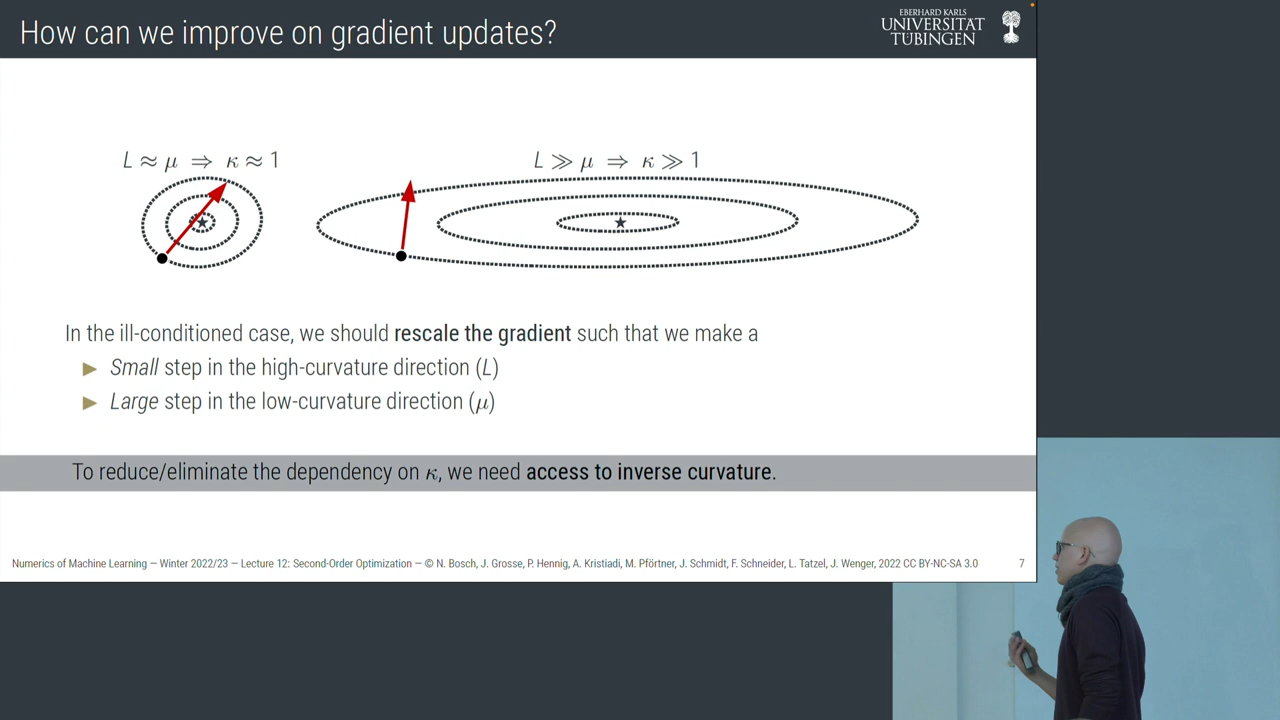 How can we improve on gradient updates?
EBERHARD KARLS
UNIVERSITÄT
TÜBINGEN
L ≈ μ ⇒ κ ≈ 1
L ≫ μ ⇒ κ ≫ 1
In the ill-conditioned case, we should rescale the gradient such that we make a
▶ Small step in the high-curvature direction (L)
▶ Large step in the low-curvature direction (μ)
To reduce/eliminate the dependency on κ, we need access to inverse curvature.
Numerics of Machine Learning — Winter 2022/23 — Lecture 12: Second-Order Optimization — © N. Bosch, J. Grosse, P. Hennig, A. Kristiadi, M. Pförtner, J. Schmidt, F. Schneider, L. Tatzel, J. Wenger, 2022 CC BY-NC-SA 3.0
7